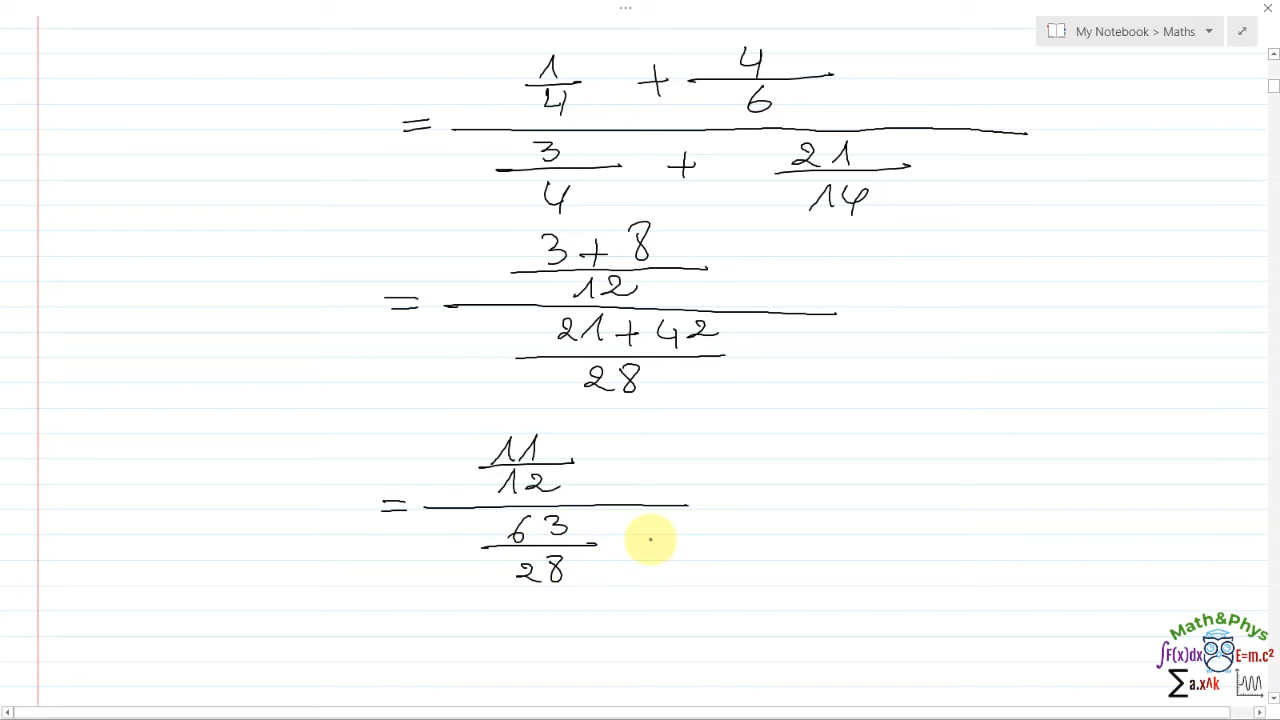 My Notebook > Maths
1 + 4
4 6
=
3 + 21
4 14
3 + 8
12
=
21 + 42
28
11
12
=
63
28
Math&Phys
∫F(x)dx E=m.c²
∑ a.x∧k